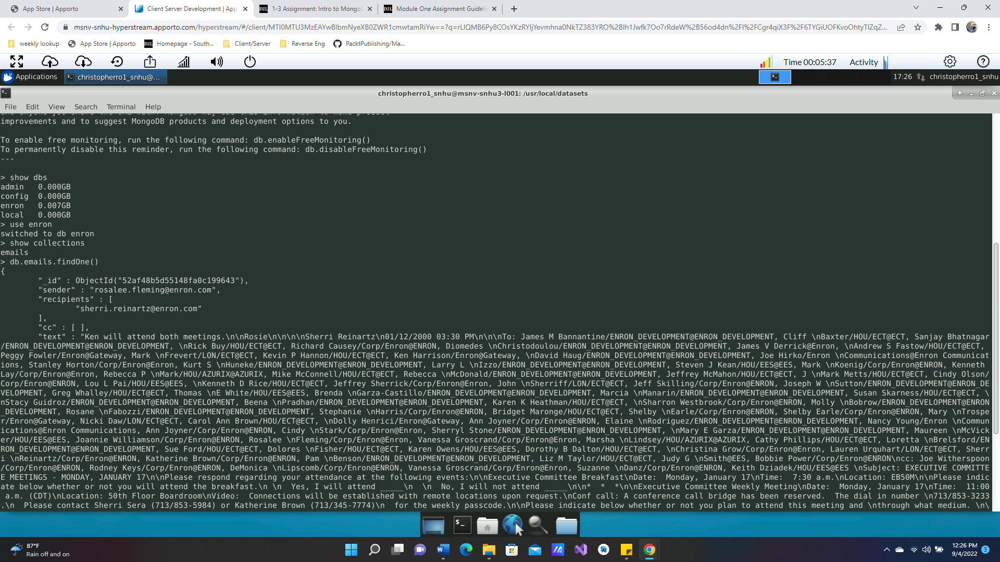 App Store | Apporto
Client Server Development | App
1-3 Assignment: Intro to Mongo
Module One Assignment Guideli
msnv-snhu-hyperstream.apporto.com/hyperstream/#/client/
weekly lookup
App Store | Apporto
D2L Homepage - South...
Client/Server
Reverse Eng
PacktPublishing/Ma...
Time 00:05:37
Activity
Applications
christopherro1_snhu@...
17:26
christopherro1_snhu
christopherro1_snhu@msnv-snhu3-l001: /usr/local/datasets
File Edit View Search Terminal Help
improvements and to suggest MongoDB products and deployment options to you.
To enable free monitoring, run the following command: db.enableFreeMonitoring()
To permanently disable this reminder, run the following command: db.disableFreeMonitoring()
---
> show dbs
admin 0.000GB
config 0.000GB
enron 0.007GB
local 0.000GB
> use enron
switched to db enron
> show collections
emails
> db.emails.findOne()
{
"_id" : ObjectId("52af48b5d55148fa0c199643"),
"sender" : "rosalee.fleming@enron.com",
"recipients" : [
"sherri.reinartz@enron.com"
],
"cc" : [ ],
"text" : "Ken will attend both meetings.\n\nRosie\n\n\n\nSherri Reinartz\n01/12/2000 03:30 PM\n\n\nTo: James M Bannantine/ENRON_DEVELOPMENT@ENRON_DEVELOPMENT, Cliff \nBaxter/HOU/ECT@ECT, Sanjay Bhatnagar
/ENRON_DEVELOPMENT@ENRON_DEVELOPMENT, \nRick Buy/HOU/ECT@ECT, Richard Causey/Corp/Enron@ENRON, Diomedes \nChristodoulou/ENRON_DEVELOPMENT@ENRON_DEVELOPMENT, James V Derrick@Enron, \nAndrew S Fastow/HOU/ECT@ECT,
Peggy Fowler/Enron@Gateway, Mark \nFrevert/LON/ECT@ECT, Kevin P Hannon/HOU/ECT@ECT, Ken Harrison/Enron@Gateway, \nDavid Haug/ENRON_DEVELOPMENT@ENRON_DEVELOPMENT, Joe Hirko/Enron \nCommunications@Enron Communicat
ions, Stanley Horton/Corp/Enron@Enron, Kurt S \nHuneke/ENRON_DEVELOPMENT@ENRON_DEVELOPMENT, Larry L \nIzzo/ENRON_DEVELOPMENT@ENRON_DEVELOPMENT, Steven J Kean/HOU/EES@EES, Mark \nKoenig/Corp/Enron@ENRON, Kenneth
Lay/Corp/Enron@Enron, Rebecca P \nMark/HOU/AZURIX@AZURIX, Mike McConnell/HOU/ECT@ECT, Rebecca \nMcDonald/ENRON_DEVELOPMENT@ENRON_DEVELOPMENT, Jeffrey McMahon/HOU/ECT@ECT, J \nMark Metts/HOU/ECT@ECT, Cindy Olson/
Corp/Enron@ENRON, Lou L Pai/HOU/EES@EES, \nKenneth D Rice/HOU/ECT@ECT, Jeffrey Sherrick/Corp/Enron@Enron, John \nSherriff/LON/ECT@ECT, Jeff Skilling/Corp/Enron@ENRON, Joseph W \nSutton/ENRON_DEVELOPMENT@ENRON_DE
VELOPMENT, Greg Whalley/HOU/ECT@ECT, Thomas \nE White/HOU/EES@EES, Brenda \nGarza-Castillo/ENRON_DEVELOPMENT@ENRON_DEVELOPMENT, Marcia \nManarin/ENRON_DEVELOPMENT@ENRON_DEVELOPMENT, Susan Skarness/HOU/ECT@ECT, \
nStacy Guidroz/ENRON_DEVELOPMENT@ENRON_DEVELOPMENT, Beena \nPradhan/ENRON_DEVELOPMENT@ENRON_DEVELOPMENT, Karen K Heathman/HOU/ECT@ECT, \nSharron Westbrook/Corp/Enron@ENRON, Molly \nBobrow/ENRON_DEVELOPMENT@ENRON
_DEVELOPMENT, Rosane \nFabozzi/ENRON_DEVELOPMENT@ENRON_DEVELOPMENT, Stephanie \nHarris/Corp/Enron@ENRON, Bridget Maronge/HOU/ECT@ECT, Shelby \nEarle/Corp/Enron@ENRON, Shelby Earle/Corp/Enron@ENRON, Mary \nTrospe
r/Enron@Gateway, Nicki Daw/LON/ECT@ECT, Carol Ann Brown/HOU/ECT@ECT, \nDolly Henrici/Enron@Gateway, Ann Joyner/Corp/Enron@ENRON, Elaine \nRodriguez/ENRON_DEVELOPMENT@ENRON_DEVELOPMENT, Nancy Young/Enron \nCommun
ications@Enron Communications, Ann Joyner/Corp/Enron@ENRON, Cindy \nStark/Corp/Enron@Enron, Sherryl Stone/ENRON_DEVELOPMENT@ENRON_DEVELOPMENT, \nMary E Garza/ENRON_DEVELOPMENT@ENRON_DEVELOPMENT, Maureen \nMcVick
er/HOU/EES@EES, Joannie Williamson/Corp/Enron@ENRON, Rosalee \nFleming/Corp/Enron@Enron, Vanessa Groscrand/Corp/Enron@Enron, Marsha \nLindsey/HOU/AZURIX@AZURIX, Cathy Phillips/HOU/ECT@ECT, Loretta \nBrelsford/EN
RON_DEVELOPMENT@ENRON_DEVELOPMENT, Sue Ford/HOU/ECT@ECT, Dolores \nFisher/HOU/ECT@ECT, Karen Owens/HOU/EES@EES, Dorothy B Dalton/HOU/ECT@ECT, \nChristina Grow/Corp/Enron@Enron, Lauren Urquhart/LON/ECT@ECT, Sherr
i \nReinartz/Corp/Enron@ENRON, Katherine Brown/Corp/Enron@ENRON, Pam \nBenson/ENRON_DEVELOPMENT@ENRON_DEVELOPMENT, Liz M Taylor/HOU/ECT@ECT, Judy G \nSmith@EES, Bobbie Power/Corp/Enron@ENRON\ncc: Joe Witherspoon
/Corp/Enron@ENRON, Rodney Keys/Corp/Enron@ENRON, DeMonica \nLipscomb/Corp/Enron@ENRON, Vanessa Groscrand/Corp/Enron@Enron, Suzanne \nDanz/Corp/Enron@ENRON, Keith Dziadek/HOU/EES@EES \nSubject: EXECUTIVE COMMITTE
E MEETINGS - MONDAY, JANUARY 17\n\nPlease respond regarding your attendance at the following events:\n\nExecutive Committee Breakfast\nDate: Monday, January 17\nTime: 7:30 a.m.\nLocation: EB50M\n\nPlease indic
ate below whether or not you will attend the breakfast.\n \n Yes, I will attend _____\n \n No, I will not attend _____\n\n* * *\n\nExecutive Committee Weekly Meeting\nDate: Monday, January 17\nTime: 11:00
a.m. (CDT)\nLocation: 50th Floor Boardroom\nVideo: Connections will be established with remote locations upon request.\nConf call: A conference call bridge has been reserved. The dial in number \n713/853-3233
.\n Please contact Sherri Sera (713/853-5984) or Katherine Brown (713/345-7774)\n for the weekly passcode.\n\nPlease indicate below whether or not you plan to attend this meeting and \nthrough what medium. \n\
87°F
Rain off and on
12:26 PM
9/4/2022
3